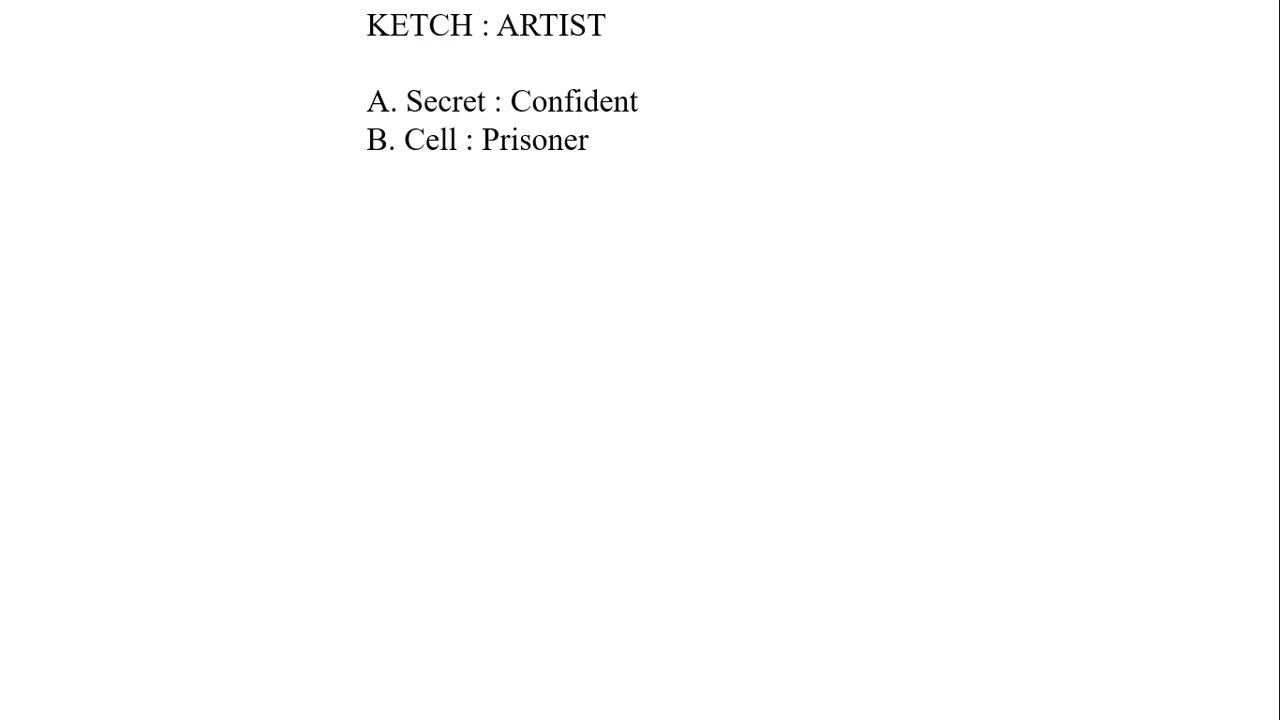 KETCH : ARTIST
A. Secret : Confident
B. Cell : Prisoner